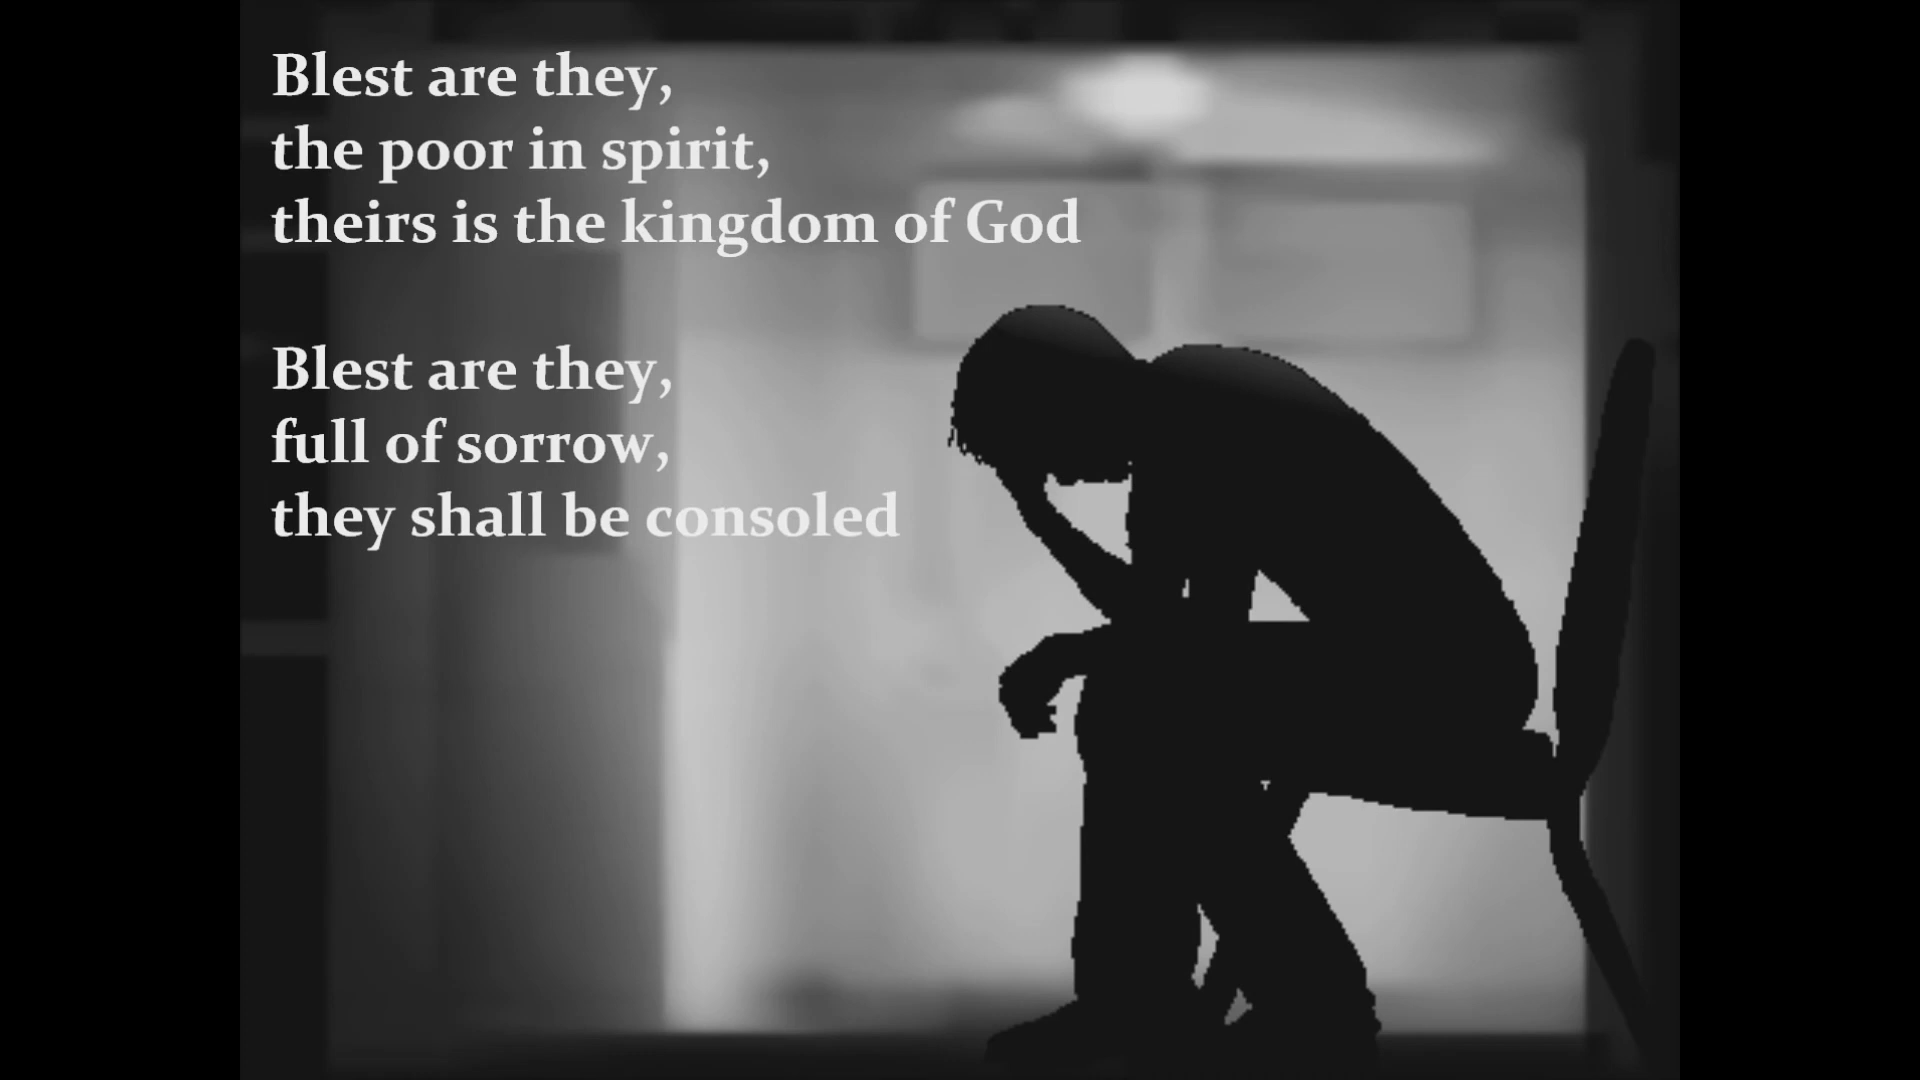 Blest are they,
the poor in spirit,
theirs is the kingdom of God
Blest are they,
full of sorrow,
they shall be consoled